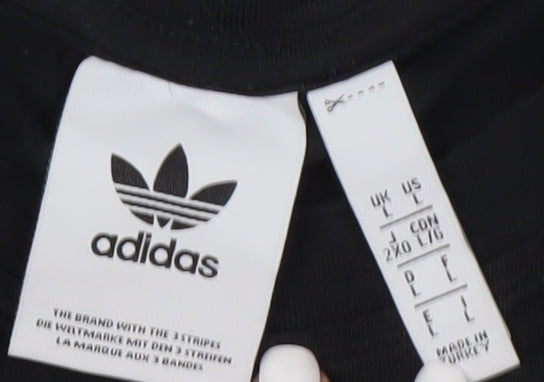 adidas
THE BRAND WITH THE 3 STRIPES
DIE WELTMARKE MIT DEN 3 STREIFEN
LA MARQUE AUX 3 BANDES
UK US
L L
J CDN
2XO L/G
D F
L L
E I
L L
MADE IN
TURKEY